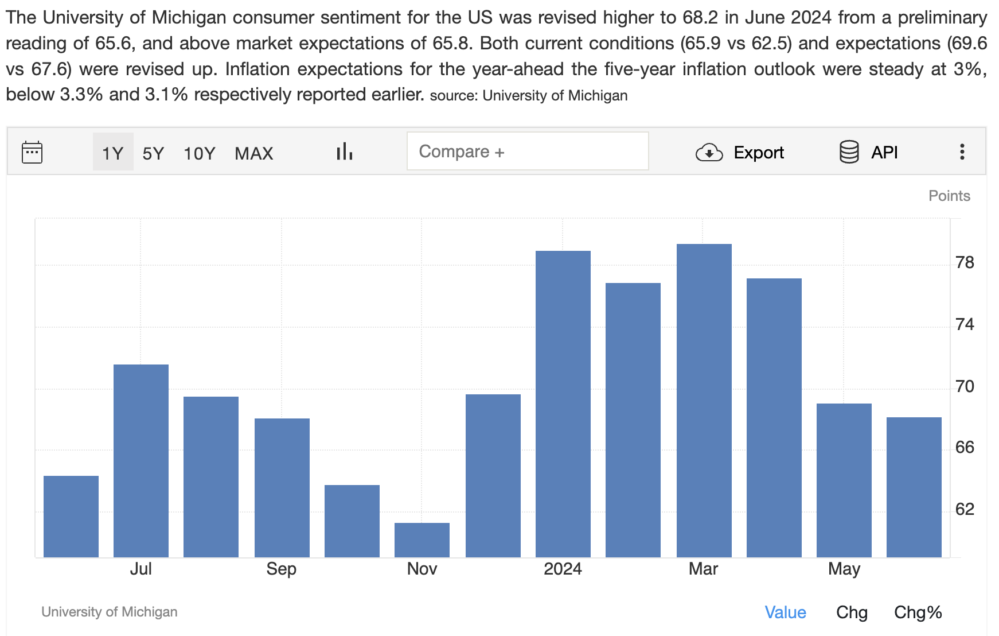 The University of Michigan consumer sentiment for the US was revised higher to 68.2 in June 2024 from a preliminary
reading of 65.6, and above market expectations of 65.8. Both current conditions (65.9 vs 62.5) and expectations (69.6
vs 67.6) were revised up. Inflation expectations for the year-ahead the five-year inflation outlook were steady at 3%,
below 3.3% and 3.1% respectively reported earlier. source: University of Michigan
1Y 5Y 10Y MAX Compare + Export API
Points
78
74
70
66
62
Jul Sep Nov 2024 Mar May
University of Michigan Value Chg Chg%